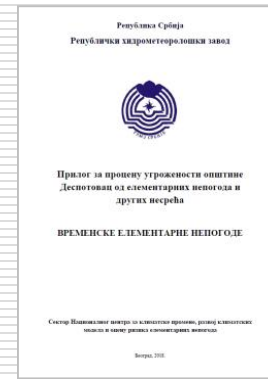 Република Србија
Републички хидрометеоролошки завод
Прилог за процену угрожености општине
Деспотовац од елементарних непогода и
других несрећа
ВРЕМЕНСКЕ ЕЛЕМЕНТАРНЕ НЕПОГОДЕ
Сектор Националног центра за климатске промене, развој климатских
модела и оцену ризика елементарних непогода
Београд, 2018.